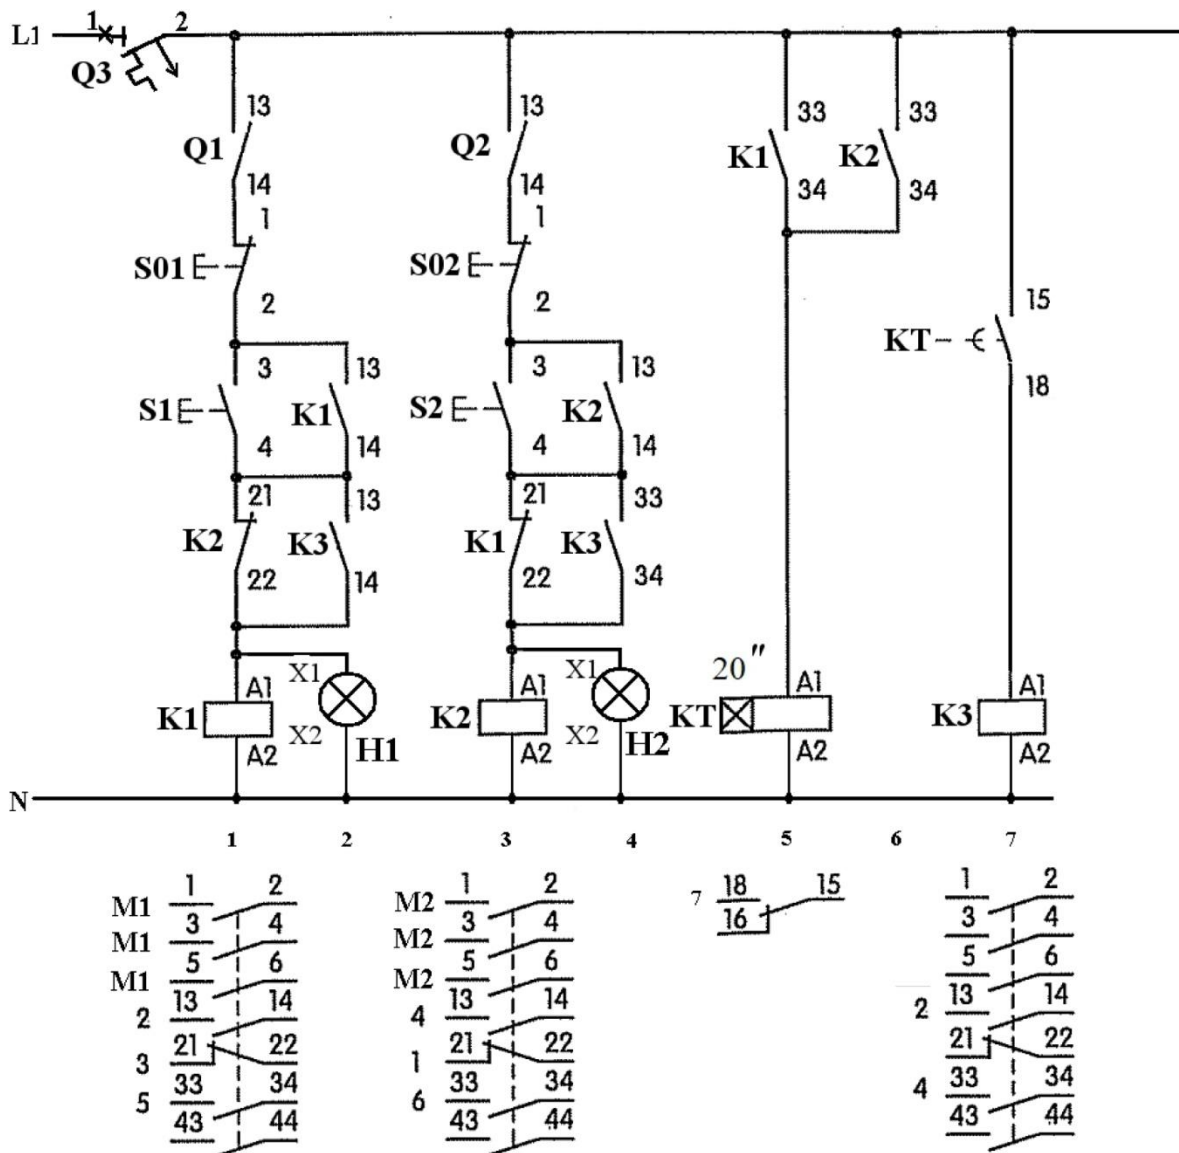 L1 1 2
Q3
13 13 33 33
Q1 Q2 K1 K2
14 14 34 34
1 1
S01 S02
2 2 15
KT
3 13 3 13 18
S1 K1 S2 K2
4 14 4 14
21 13 21 33
K2 K3 K1 K3
22 14 22 34
X1 X1 20"
A1 A1 A1 A1
K1 K2 KT K3
X2 H1 X2 H2
A2 A2 A2 A2
N
1 2 3 4 5 6 7
1 2 1 2 18 15 1 2
M1 M2 7
3 4 3 4 16 3 4
M1 M2
5 6 5 6 5 6
M1 M2
13 14 13 14 13 14
2 4 2
21 22 21 22 21 22
3 1
33 34 33 34 33 34
5 6 4
43 44 43 44 43 44